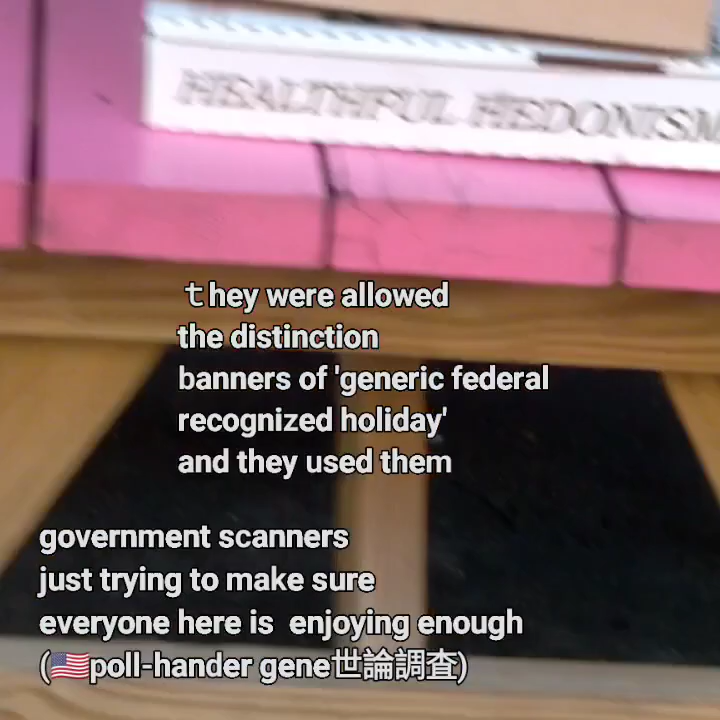 HEALTHFUL HEDONISM
they were allowed
the distinction
banners of 'generic federal
recognized holiday'
and they used them
government scanners
just trying to make sure
everyone here is enjoying enough
(🇺🇸poll-hander gene世論調査)